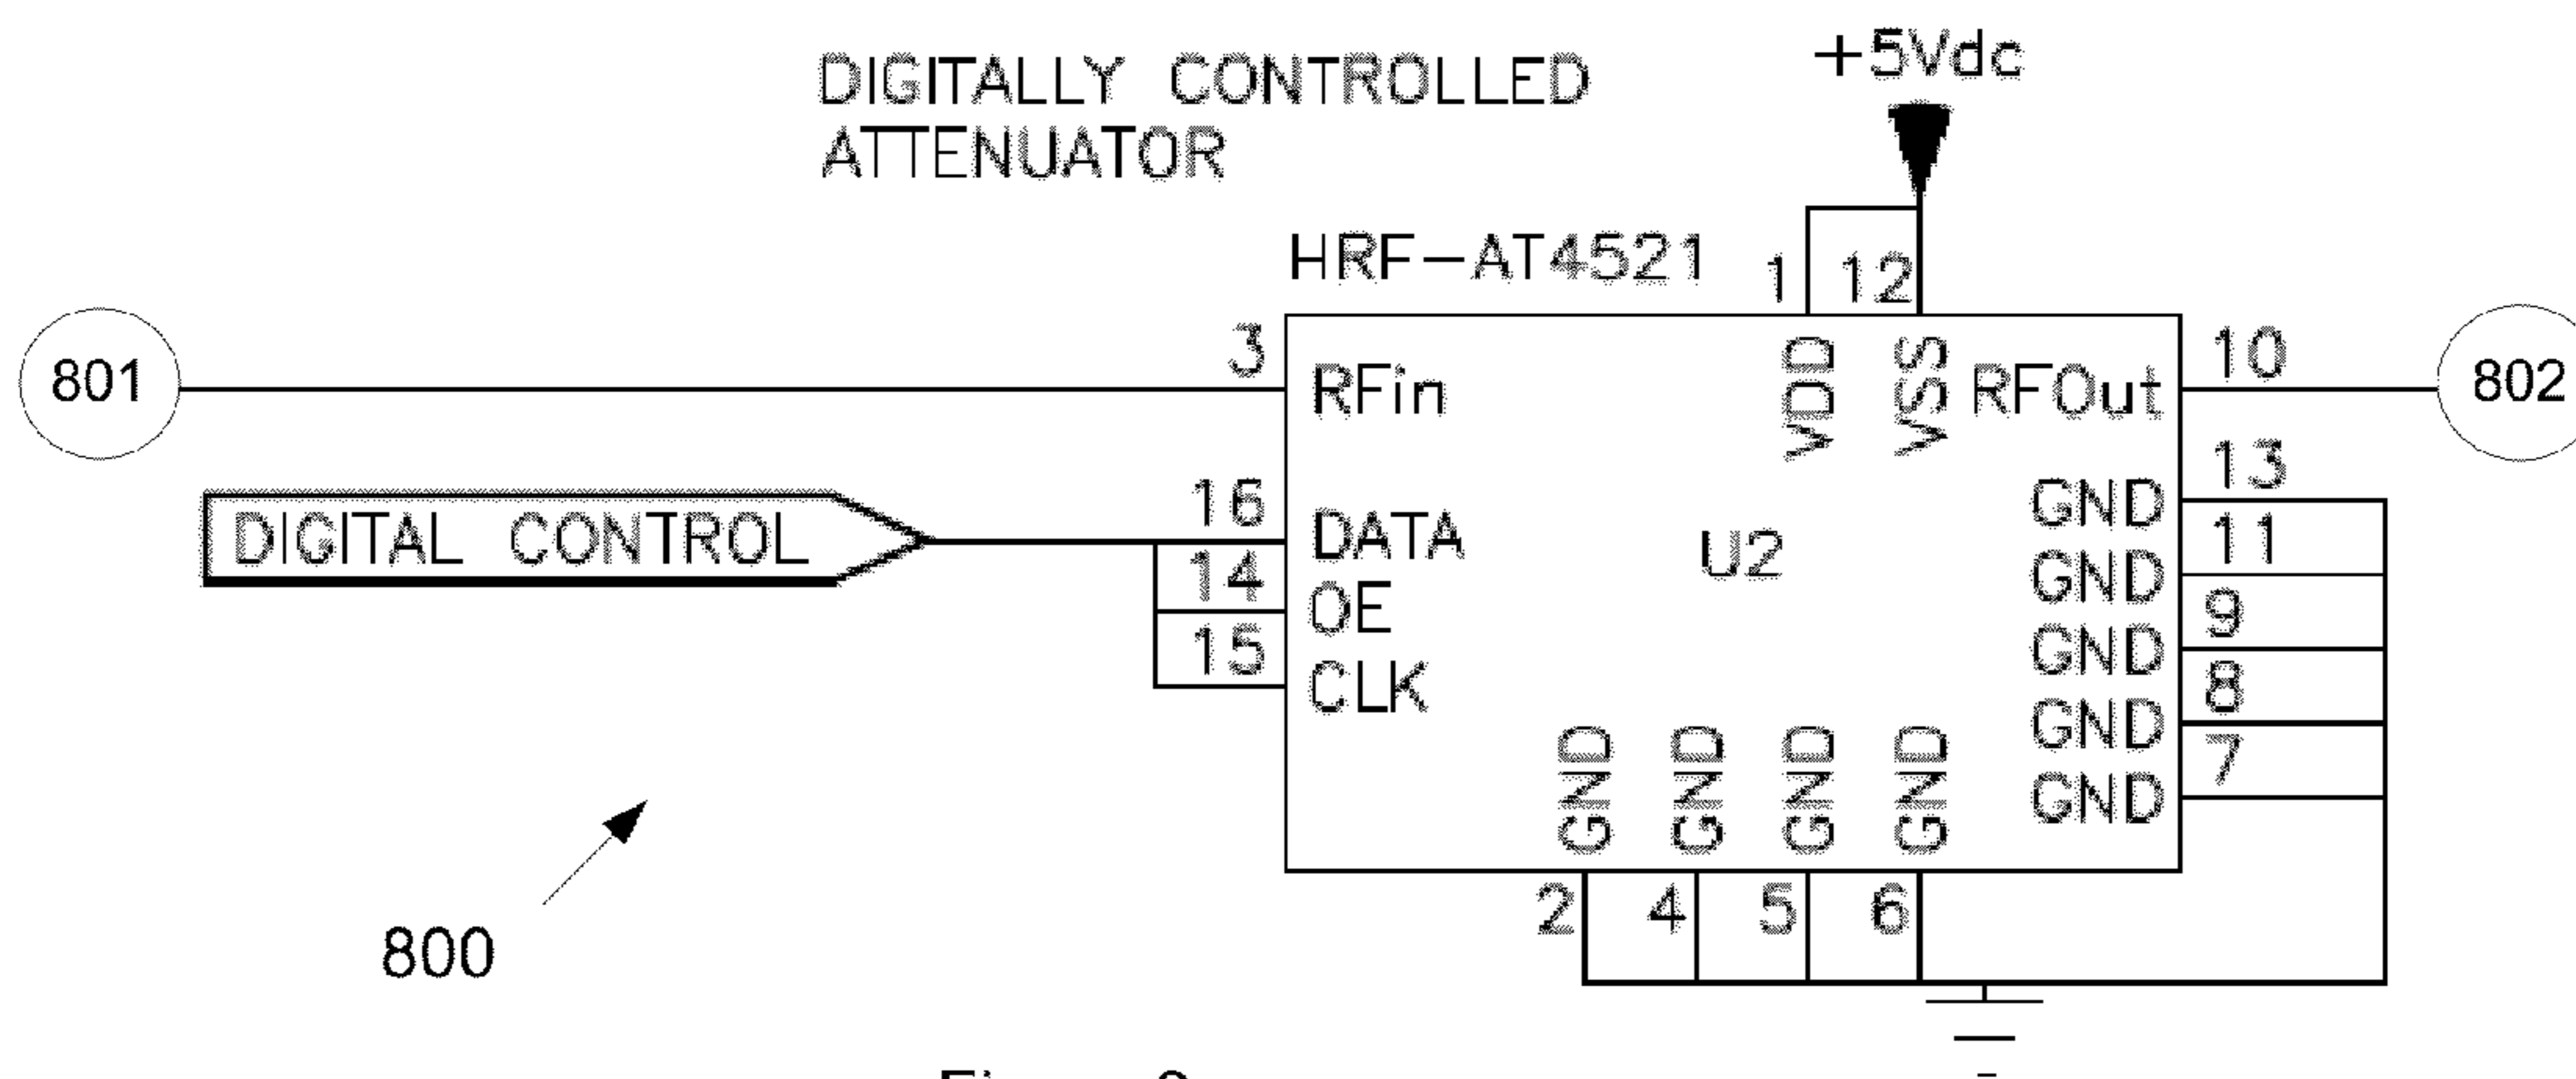 DIGITALLY CONTROLLED
ATTENUATOR
+5Vdc
HRF-AT4521
1
12
801
3
RFin
VDD
VSS
RFOut
10
802
DIGITAL CONTROL
16
DATA
14
OE
15
CLK
U2
GND
13
GND
11
GND
9
GND
8
GND
7
GND
GND
GND
GND
2
4
5
6
800